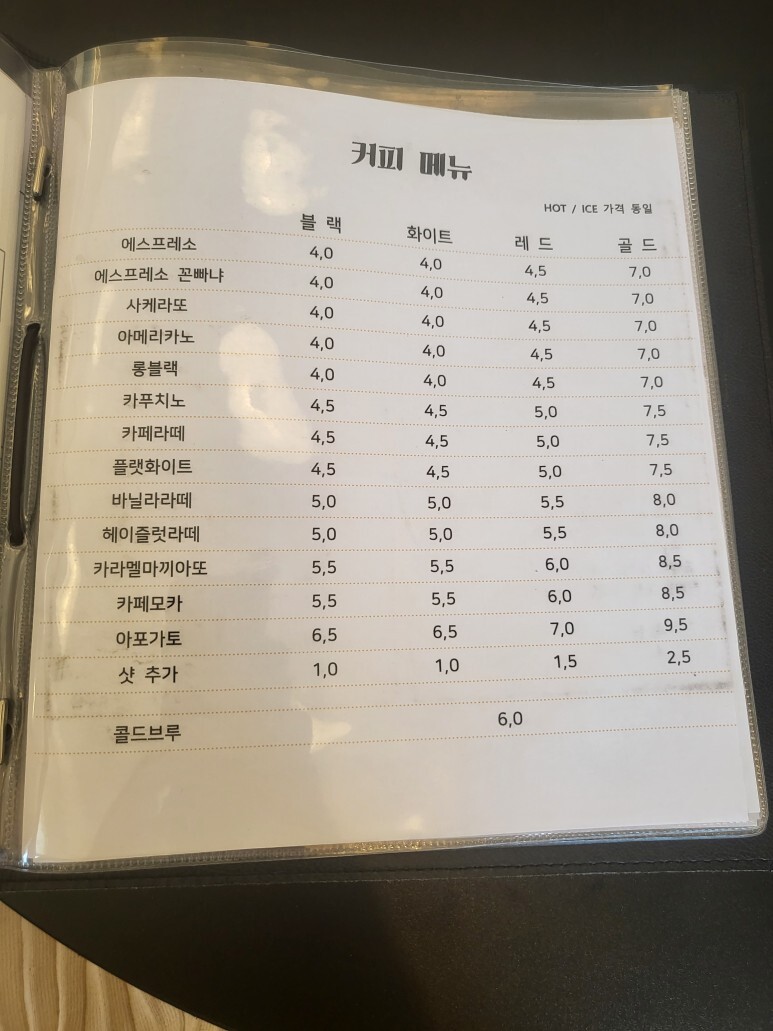 커피 메뉴
HOT / ICE 가격 동일
블 랙 화이트 레 드 골 드
에스프레소 4,0 4,0 4,5 7,0
에스프레소 꼰빠냐 4,0 4,0 4,5 7,0
사케라또 4,0 4,0 4,5 7,0
아메리카노 4,0 4,0 4,5 7,0
롱블랙 4,0 4,0 4,5 7,0
카푸치노 4,5 4,5 5,0 7,5
카페라떼 4,5 4,5 5,0 7,5
플랫화이트 4,5 4,5 5,0 7,5
바닐라라떼 5,0 5,0 5,5 8,0
헤이즐럿라떼 5,0 5,0 5,5 8,0
카라멜마끼아또 5,5 5,5 6,0 8,5
카페모카 5,5 5,5 6,0 8,5
아포가토 6,5 6,5 7,0 9,5
샷 추가 1,0 1,0 1,5 2,5
콜드브루 6,0